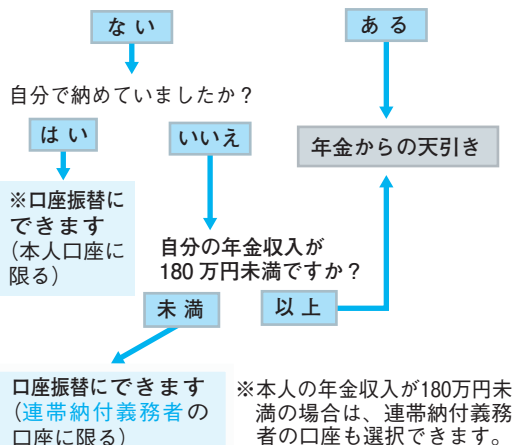 ない
ある
自分で納めていましたか？
はい
いいえ
年金からの天引き
※口座振替に
できます
(本人口座に
限る)
自分の年金収入が
180万円未満ですか？
未満
以上
口座振替にできます
(連帯納付義務者の
口座に限る)
※本人の年金収入が180万円未
満の場合は、連帯納付義務
者の口座も選択できます。